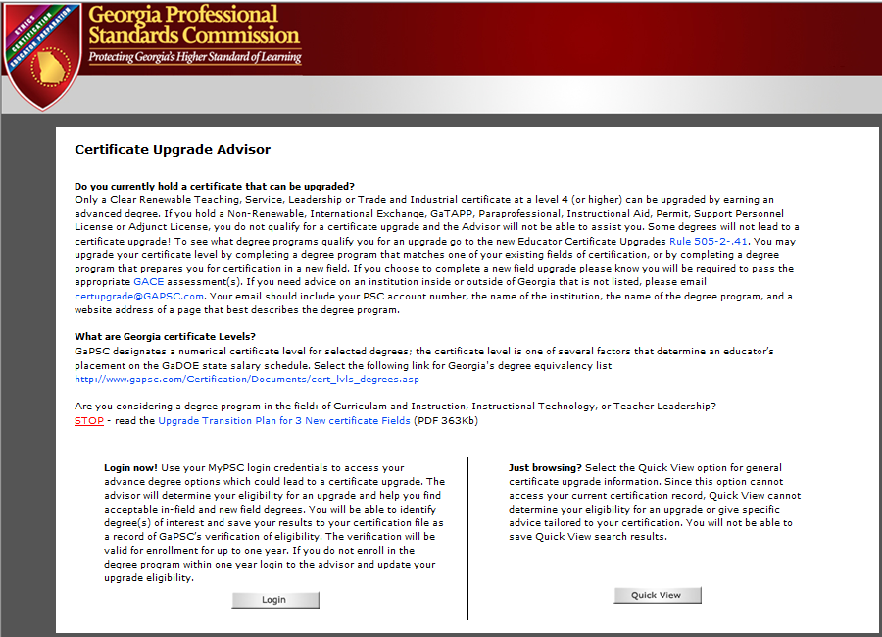 Georgia Professional
Standards Commission
Protecting Georgia's Higher Standard of Learning
ETHICS
CERTIFICATION
EDUCATOR PREPARATION
Certificate Upgrade Advisor
Do you currently hold a certificate that can be upgraded?
Only a Clear Renewable Teaching, Service, Leadership or Trade and Industrial certificate at a level 4 (or higher) can be upgraded by earning an
advanced degree. If you hold a Non-Renewable, International Exchange, GaTAPP, Paraprofessional, Instructional Aid, Permit, Support Personnel
License or Adjunct License, you do not qualify for a certificate upgrade and the Advisor will not be able to assist you. Some degrees will not lead to a
certificate upgrade! To see what degree programs qualify you for an upgrade go to the new Educator Certificate Upgrades Rule 505-2-.41. You may
upgrade your certificate level by completing a degree program that matches one of your existing fields of certification, or by completing a degree
program that prepares you for certification in a new field. If you choose to complete a new field upgrade please know you will be required to pass the
appropriate GACE assessment(s). If you need advice on an institution inside or outside of Georgia that is not listed, please email
certupgrade@GAPSC.com. Your email should include your PSC account number, the name of the institution, the name of the degree program, and a
website address of a page that best describes the degree program.
What are Georgia certificate Levels?
GaPSC designates a numerical certificate level for selected degrees; the certificate level is one of several factors that determine an educator's
placement on the GaDOE state salary schedule. Select the following link for Georgia's degree equivalency list
http://www.gapsc.com/Certification/Documents/cert_lvls_degrees.asp
Are you considering a degree program in the fields of Curriculum and Instruction, Instructional Technology, or Teacher Leadership?
STOP - read the Upgrade Transition Plan for 3 New certificate Fields (PDF 363Kb)
Login now! Use your MyPSC login credentials to access your
advance degree options which could lead to a certificate upgrade. The
advisor will determine your eligibility for an upgrade and help you find
acceptable in-field and new field degrees. You will be able to identify
degree(s) of interest and save your results to your certification file as
a record of GaPSC's verification of eligibility. The verification will be
valid for enrollment for up to one year. If you do not enroll in the
degree program within one year login to the advisor and update your
upgrade eligibility.
Login
Just browsing? Select the Quick View option for general
certificate upgrade information. Since this option cannot
access your current certification record, Quick View cannot
determine your eligibility for an upgrade or give specific
advice tailored to your certification. You will not be able to
save Quick View search results.
Quick View